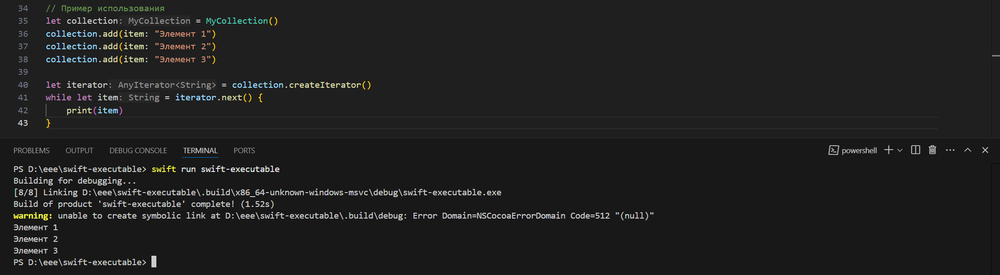 34 // Пример использования
35 let collection: MyCollection = MyCollection()
36 collection.add(item: "Элемент 1")
37 collection.add(item: "Элемент 2")
38 collection.add(item: "Элемент 3")
39
40 let iterator: AnyIterator<String> = collection.createIterator()
41 while let item: String = iterator.next() {
42     print(item)
43 }
PROBLEMS OUTPUT DEBUG CONSOLE TERMINAL PORTS powershell
PS D:\eee\swift-executable> swift run swift-executable
Building for debugging...
[8/8] Linking D:\eee\swift-executable\.build\x86_64-unknown-windows-msvc\debug\swift-executable.exe
Build of product 'swift-executable' complete! (1.52s)
warning: unable to create symbolic link at D:\eee\swift-executable\.build\debug: Error Domain=NSCocoaErrorDomain Code=512 "(null)"
Элемент 1
Элемент 2
Элемент 3
PS D:\eee\swift-executable>